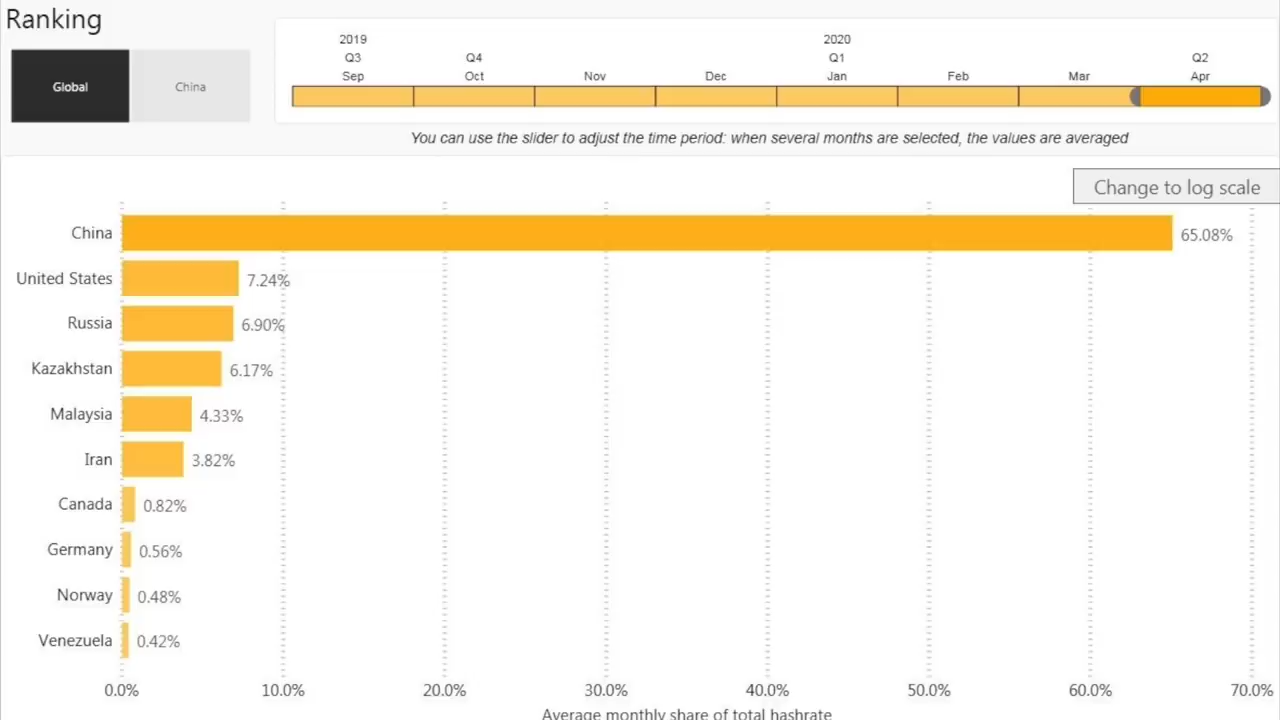 Ranking
Global
China
2019 2020
Q3 Q4 Q1 Q2
Sep Oct Nov Dec Jan Feb Mar Apr
You can use the slider to adjust the time period: when several months are selected, the values are averaged
Change to log scale
China 65.08%
United States 7.24%
Russia 6.90%
Kazakhstan 6.17%
Malaysia 4.33%
Iran 3.82%
Canada 0.82%
Germany 0.56%
Norway 0.48%
Venezuela 0.42%
0.0% 10.0% 20.0% 30.0% 40.0% 50.0% 60.0% 70.0%
Average monthly share of total hashrate